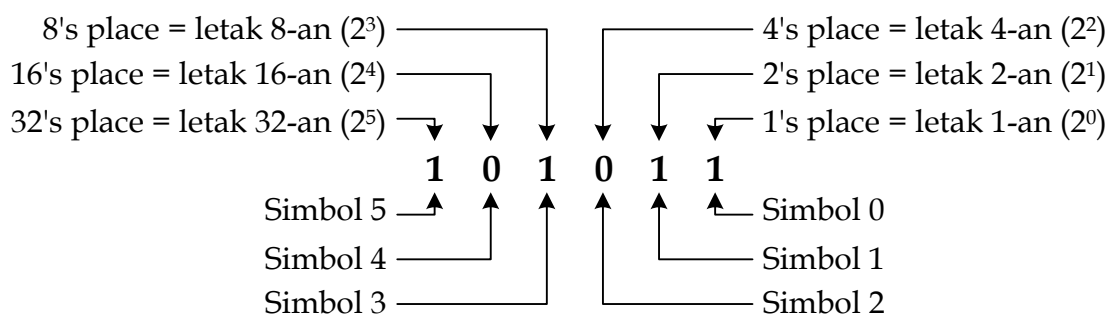 8's place = letak 8-an (2³) 4's place = letak 4-an (2²)
16's place = letak 16-an (2⁴) 2's place = letak 2-an (2¹)
32's place = letak 32-an (2⁵) 1's place = letak 1-an (2⁰)
1 0 1 0 1 1
Simbol 5 Simbol 0
Simbol 4 Simbol 1
Simbol 3 Simbol 2